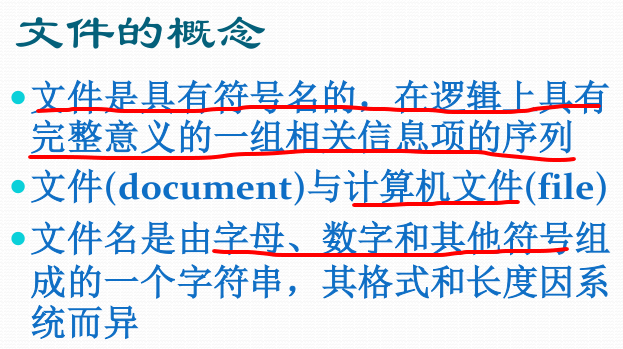 文件的概念
文件是具有符号名的，在逻辑上具有
完整意义的一组相关信息项的序列
文件(document)与计算机文件(file)
文件名是由字母、数字和其他符号组
成的一个字符串，其格式和长度因系
统而异